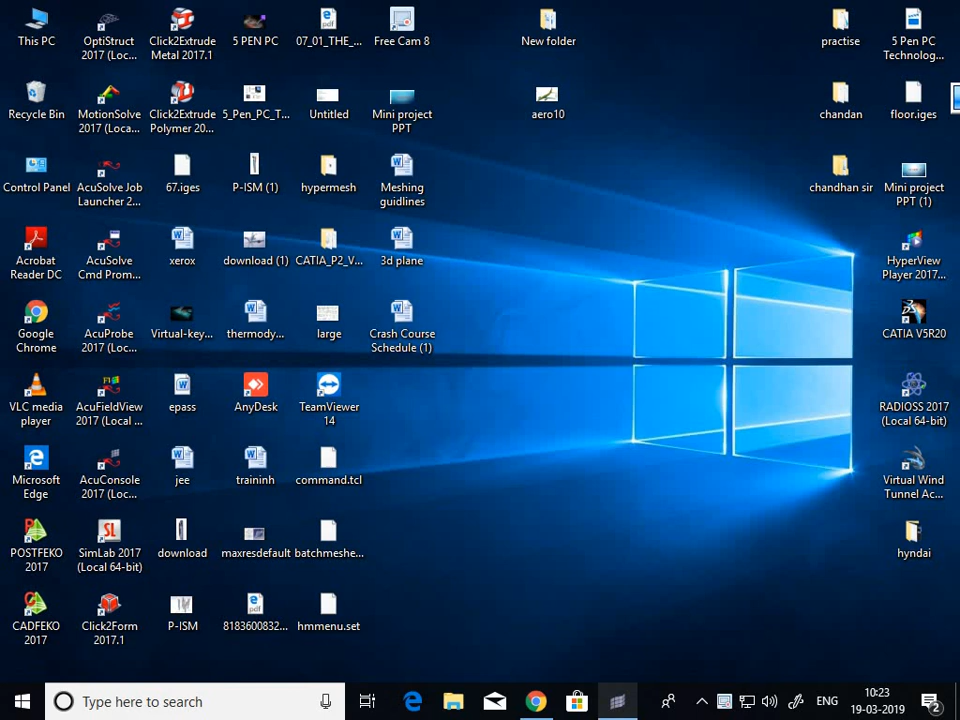 This PC
OptiStruct
2017 (Loc...
Click2Extrude
Metal 2017.1
5 PEN PC
07_01_THE_...
Free Cam 8
New folder
practise
5 Pen PC
Technolog...
Recycle Bin
MotionSolve
2017 (Loca...
Click2Extrude
Polymer 20...
5_Pen_PC_T...
Untitled
Mini project
PPT
aero10
chandan
floor.iges
Control Panel
AcuSolve Job
Launcher 2...
67.iges
P-ISM (1)
hypermesh
Meshing
guidlines
chandhan sir
Mini project
PPT (1)
Acrobat
Reader DC
AcuSolve
Cmd Prom...
xerox
download (1)
CATIA_P2_V...
3d plane
HyperView
Player 2017...
Google
Chrome
AcuProbe
2017 (Loc...
Virtual-key...
thermody...
large
Crash Course
Schedule (1)
CATIA V5R20
VLC media
player
AcuFieldView
2017 (Local ...
epass
AnyDesk
TeamViewer
14
RADIOSS 2017
(Local 64-bit)
Microsoft
Edge
AcuConsole
2017 (Loc...
jee
traininh
command.tcl
Virtual Wind
Tunnel Ac...
POSTFEKO
2017
SimLab 2017
(Local 64-bit)
download
maxresdefault
batchmeshe...
hyndai
CADFEKO
2017
Click2Form
2017.1
P-ISM
8183600832...
hmmenu.set
Type here to search
ENG
10:23
19-03-2019
2